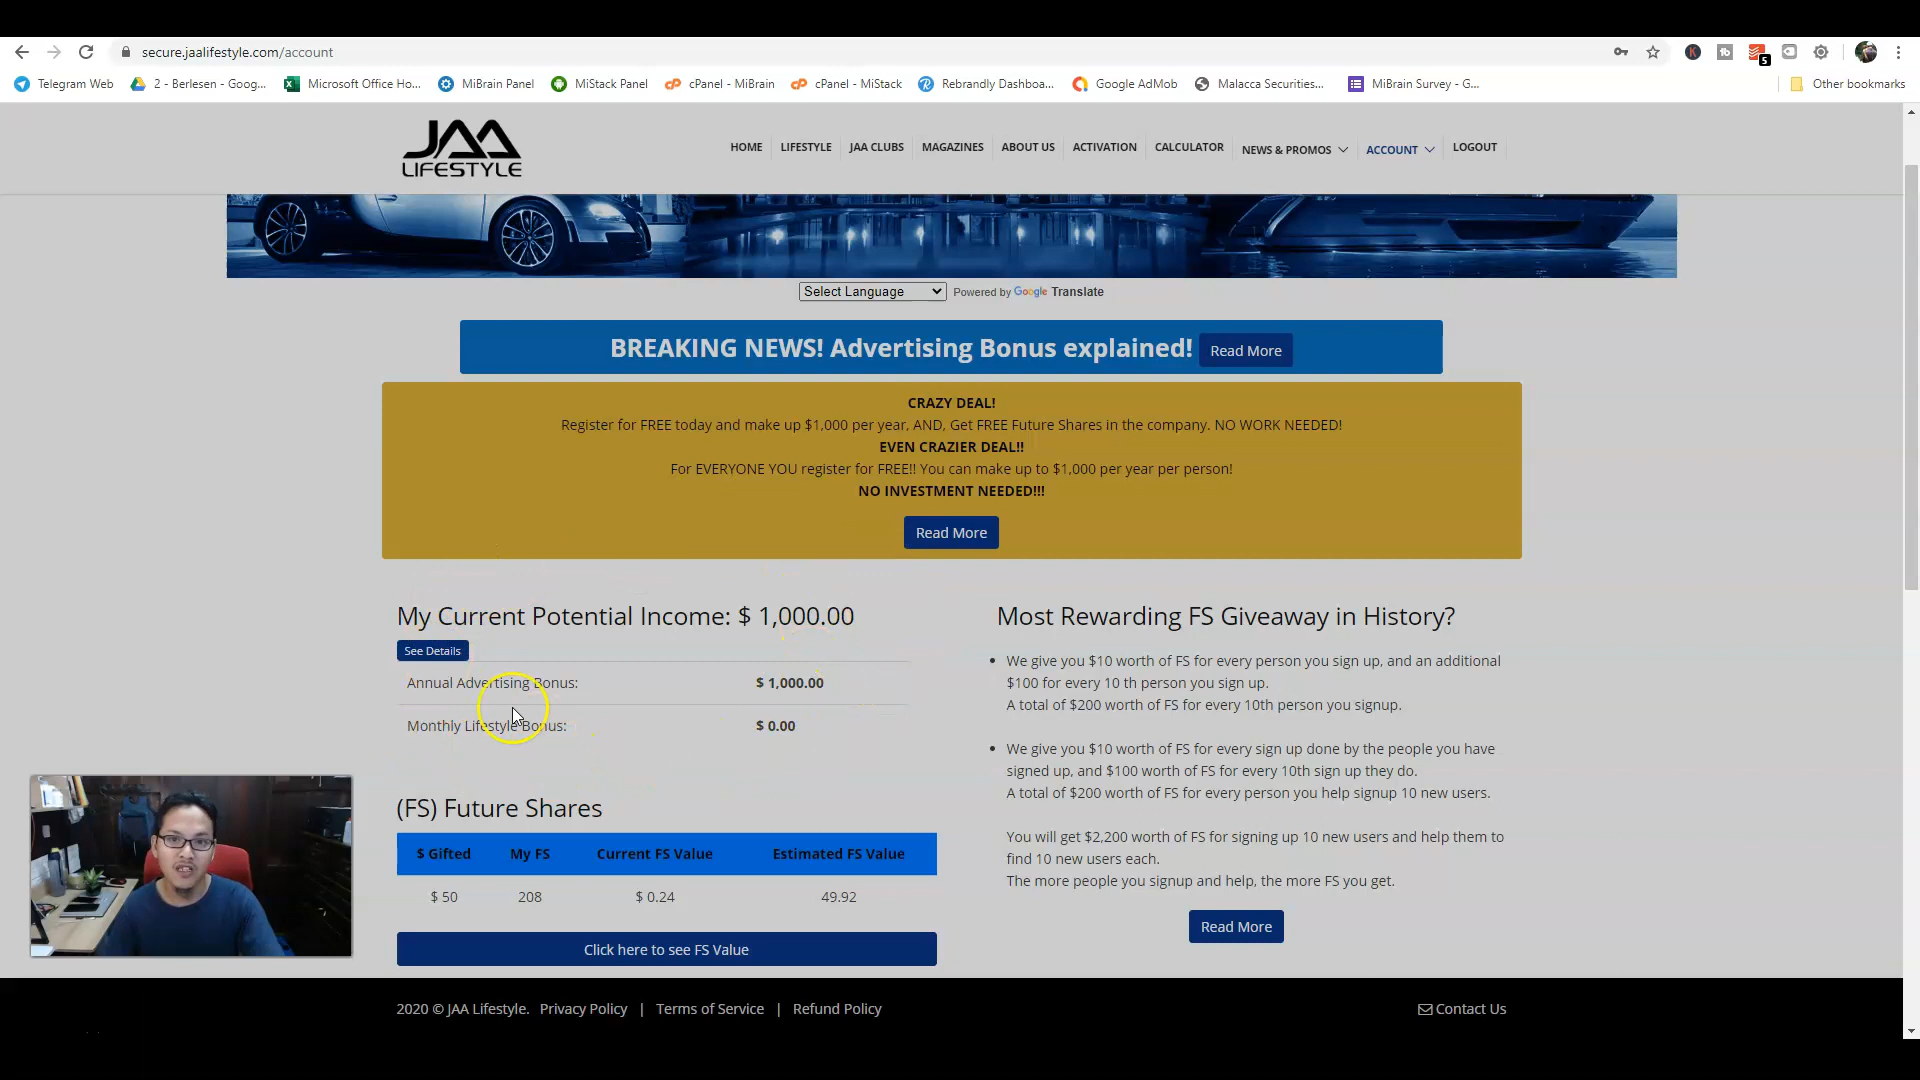 secure.jaalifestyle.com/account
5
Telegram Web
2 - Berlesen - Goog...
Microsoft Office Ho...
MiBrain Panel
MiStack Panel
cPanel - MiBrain
cPanel - MiStack
Rebrandly Dashboa...
Google AdMob
Malacca Securities...
MiBrain Survey - G...
Other bookmarks
JAA
LIFESTYLE
HOME
LIFESTYLE
JAA CLUBS
MAGAZINES
ABOUT US
ACTIVATION
CALCULATOR
NEWS & PROMOS
ACCOUNT
LOGOUT
Select Language
Powered by Google Translate
BREAKING NEWS! Advertising Bonus explained! Read More
CRAZY DEAL!
Register for FREE today and make up $1,000 per year, AND, Get FREE Future Shares in the company. NO WORK NEEDED!
EVEN CRAZIER DEAL!!
For EVERYONE YOU register for FREE!! You can make up to $1,000 per year per person!
NO INVESTMENT NEEDED!!!
Read More
My Current Potential Income: $ 1,000.00
See Details
Annual Advertising Bonus: $ 1,000.00
Monthly Lifestyle Bonus: $ 0.00
(FS) Future Shares
$ Gifted My FS Current FS Value Estimated FS Value
$ 50 208 $ 0.24 49.92
Click here to see FS Value
Most Rewarding FS Giveaway in History?
We give you $10 worth of FS for every person you sign up, and an additional
$100 for every 10 th person you sign up.
A total of $200 worth of FS for every 10th person you signup.
We give you $10 worth of FS for every sign up done by the people you have
signed up, and $100 worth of FS for every 10th sign up they do.
A total of $200 worth of FS for every person you help signup 10 new users.
You will get $2,200 worth of FS for signing up 10 new users and help them to
find 10 new users each.
The more people you signup and help, the more FS you get.
Read More
2020 © JAA Lifestyle. Privacy Policy | Terms of Service | Refund Policy
Contact Us